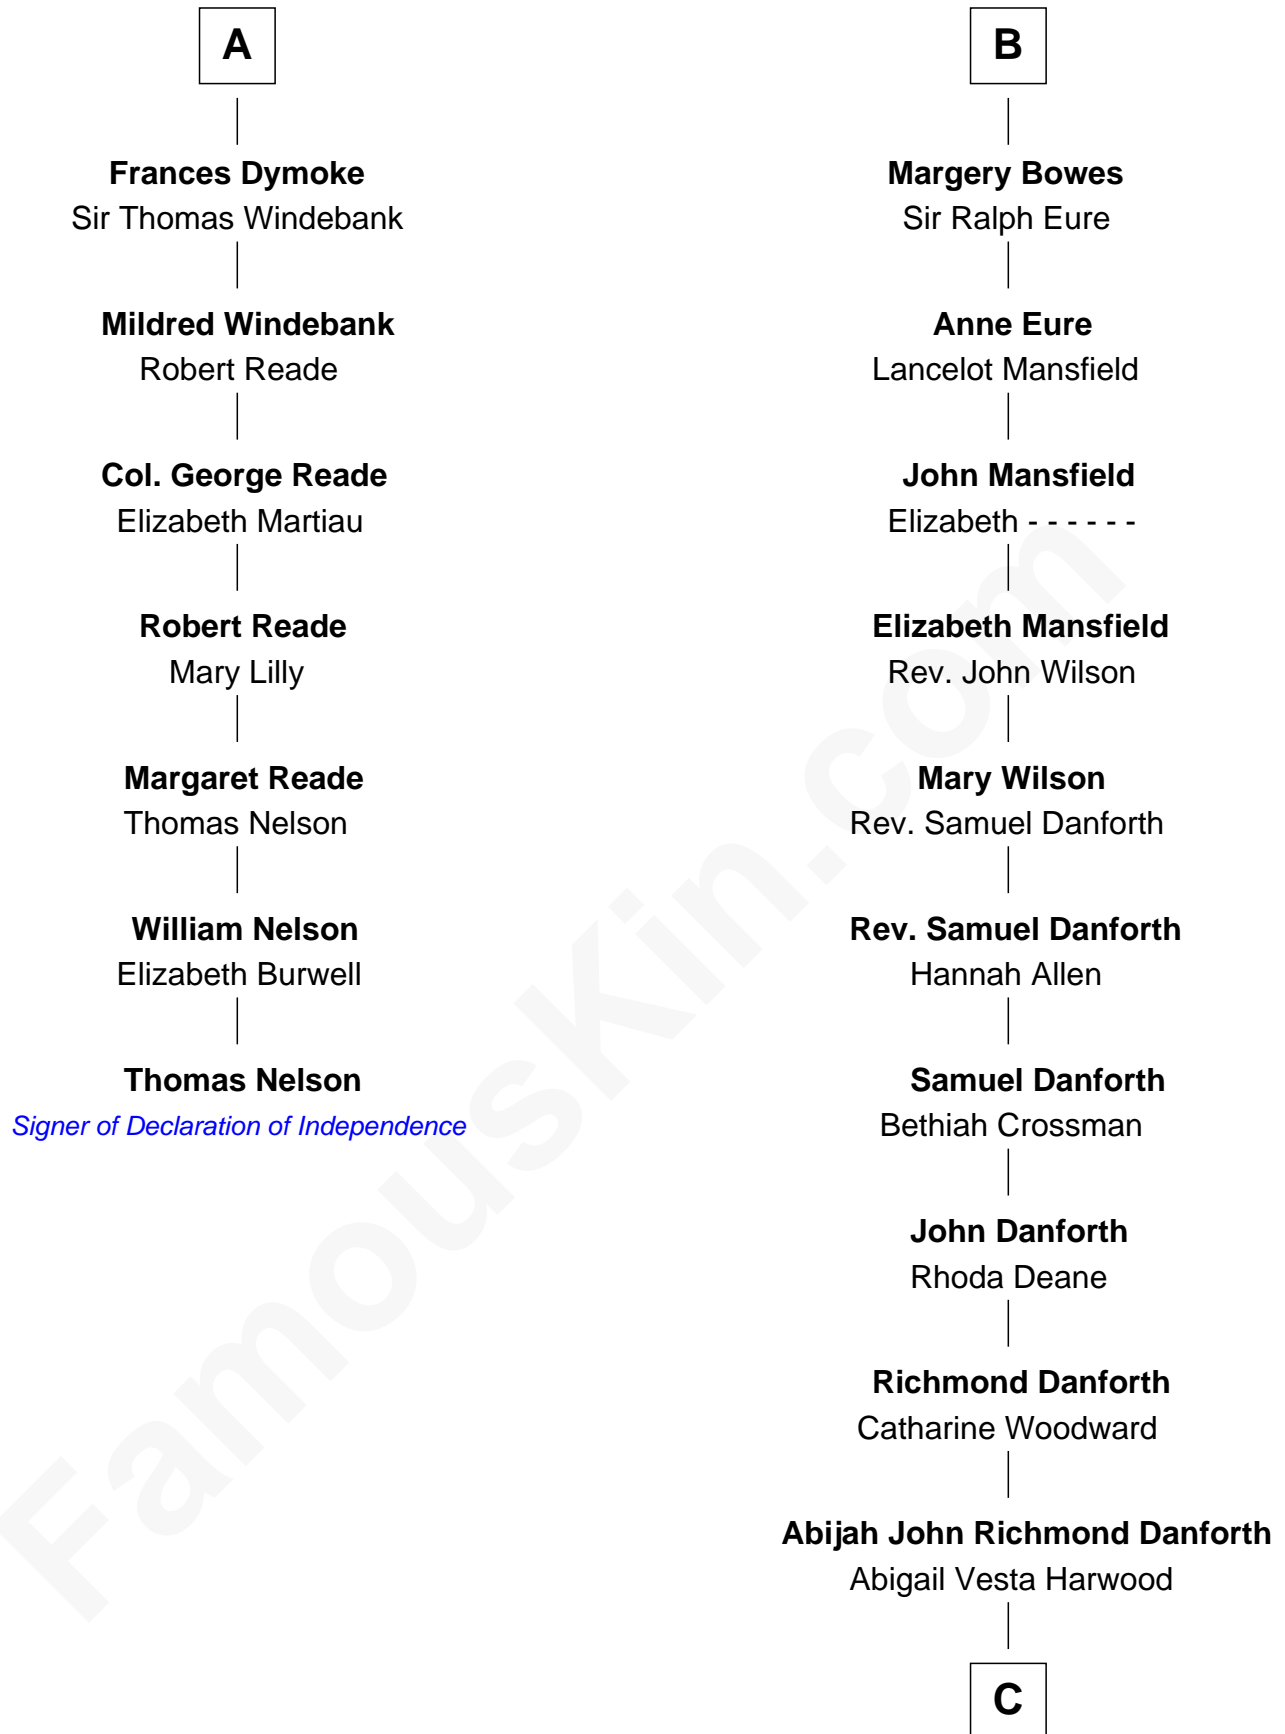 A
Frances Dymoke
Sir Thomas Windebank
Mildred Windebank
Robert Reade
Col. George Reade
Elizabeth Martiau
Robert Reade
Mary Lilly
Margaret Reade
Thomas Nelson
William Nelson
Elizabeth Burwell
Thomas Nelson
Signer of Declaration of Independence
B
Margery Bowes
Sir Ralph Eure
Anne Eure
Lancelot Mansfield
John Mansfield
Elizabeth - - - - - -
Elizabeth Mansfield
Rev. John Wilson
Mary Wilson
Rev. Samuel Danforth
Rev. Samuel Danforth
Hannah Allen
Samuel Danforth
Bethiah Crossman
John Danforth
Rhoda Deane
Richmond Danforth
Catharine Woodward
Abijah John Richmond Danforth
Abigail Vesta Harwood
C
FamousKin.com